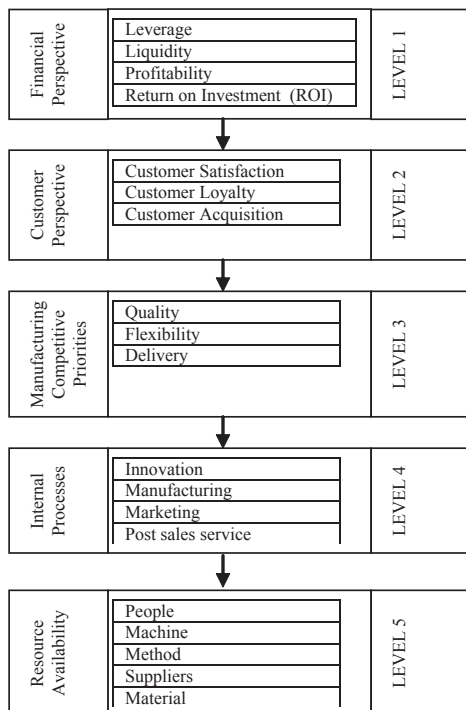 Financial
Perspective
Leverage
Liquidity
Profitability
Return on Investment (ROI)
LEVEL 1
Customer
Perspective
Customer Satisfaction
Customer Loyalty
Customer Acquisition
LEVEL 2
Manufacturing
Competitive
Priorities
Quality
Flexibility
Delivery
LEVEL 3
Internal
Processes
Innovation
Manufacturing
Marketing
Post sales service
LEVEL 4
Resource
Availability
People
Machine
Method
Suppliers
Material
LEVEL 5